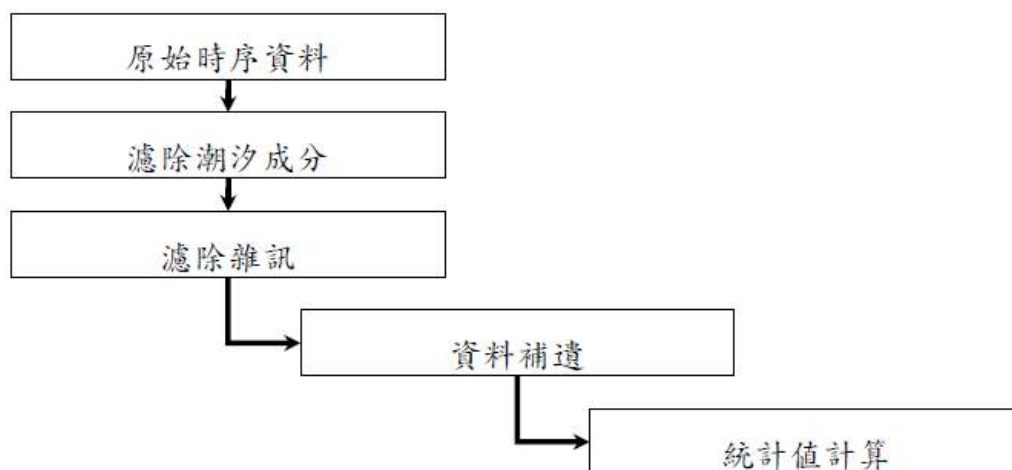 原始時序資料
濾除潮汐成分
濾除雜訊
資料補遺
統計值計算